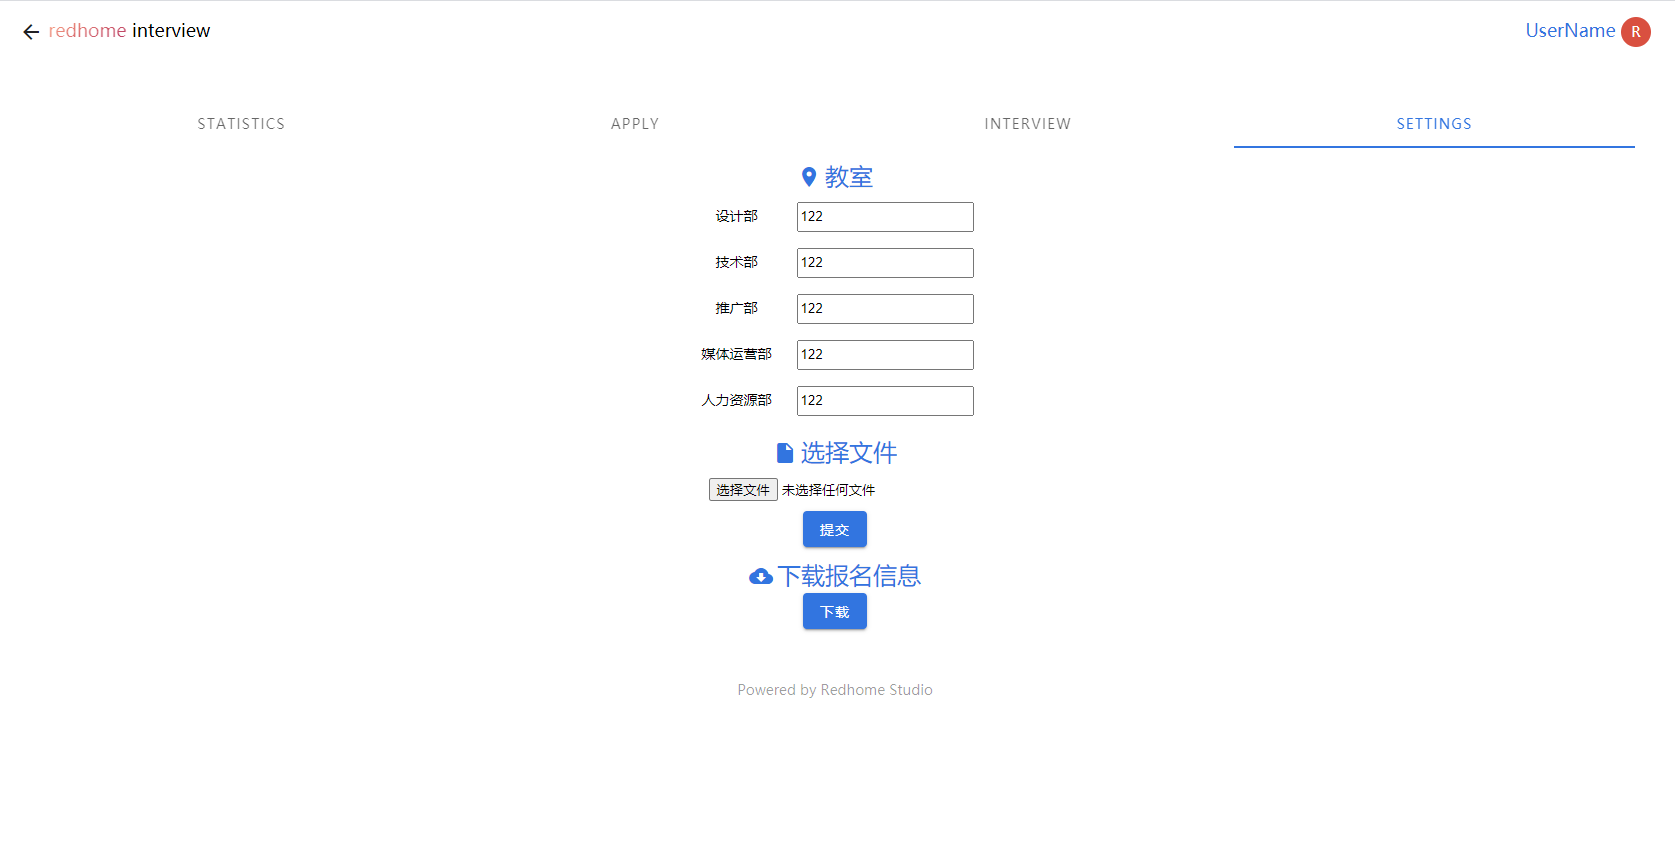 redhome interview
UserName R
STATISTICS APPLY INTERVIEW SETTINGS
教室
设计部 122
技术部 122
推广部 122
媒体运营部 122
人力资源部 122
选择文件
选择文件 未选择任何文件
提交
下载报名信息
下载
Powered by Redhome Studio